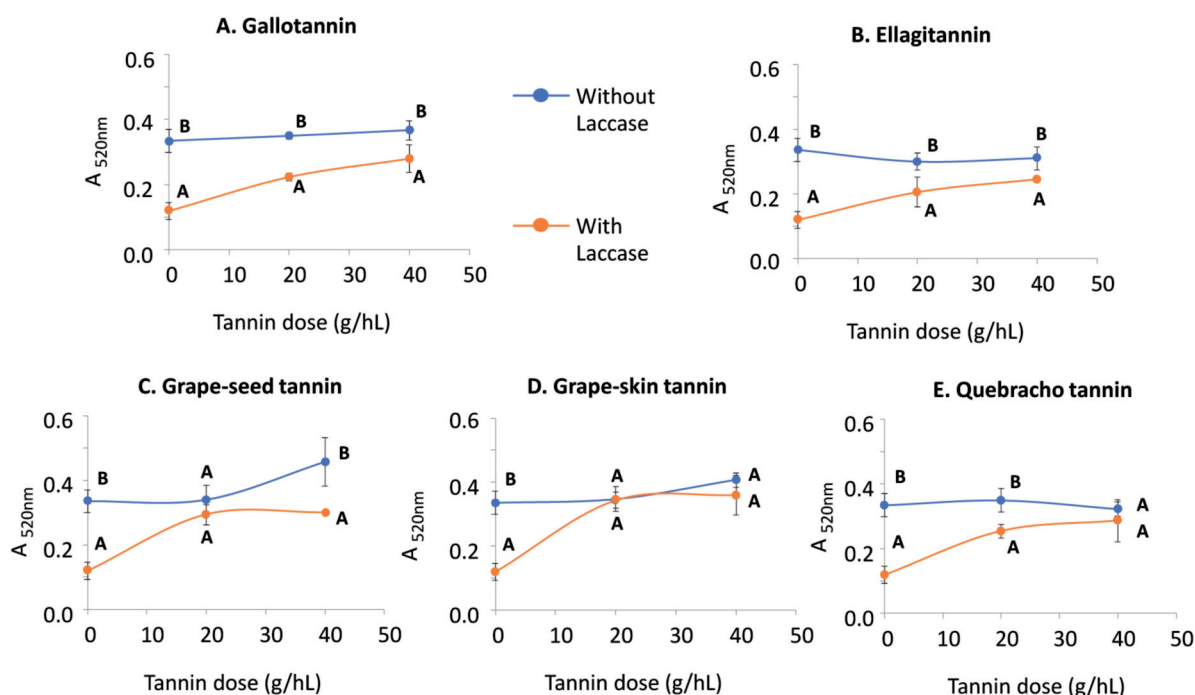 A. Gallotannin
0.6
0.4
0.2
0.0
A 520nm
B
B
B
A
A
A
0 10 20 30 40 50
Tannin dose (g/hL)
Without
Laccase
With
Laccase
B. Ellagitannin
0.6
0.4
0.2
0.0
A 520nm
B
B
B
A
A
A
0 10 20 30 40 50
Tannin dose (g/hL)
C. Grape-seed tannin
0.6
0.4
0.2
0.0
A 520nm
B
A
B
A
A
A
0 10 20 30 40 50
Tannin dose (g/hL)
D. Grape-skin tannin
0.6
0.4
0.2
0.0
A 520nm
B
A
A
A
A
A
0 10 20 30 40 50
Tannin dose (g/hL)
E. Quebracho tannin
0.6
0.4
0.2
0.0
A 520nm
B
B
A
A
A
A
0 10 20 30 40 50
Tannin dose (g/hL)